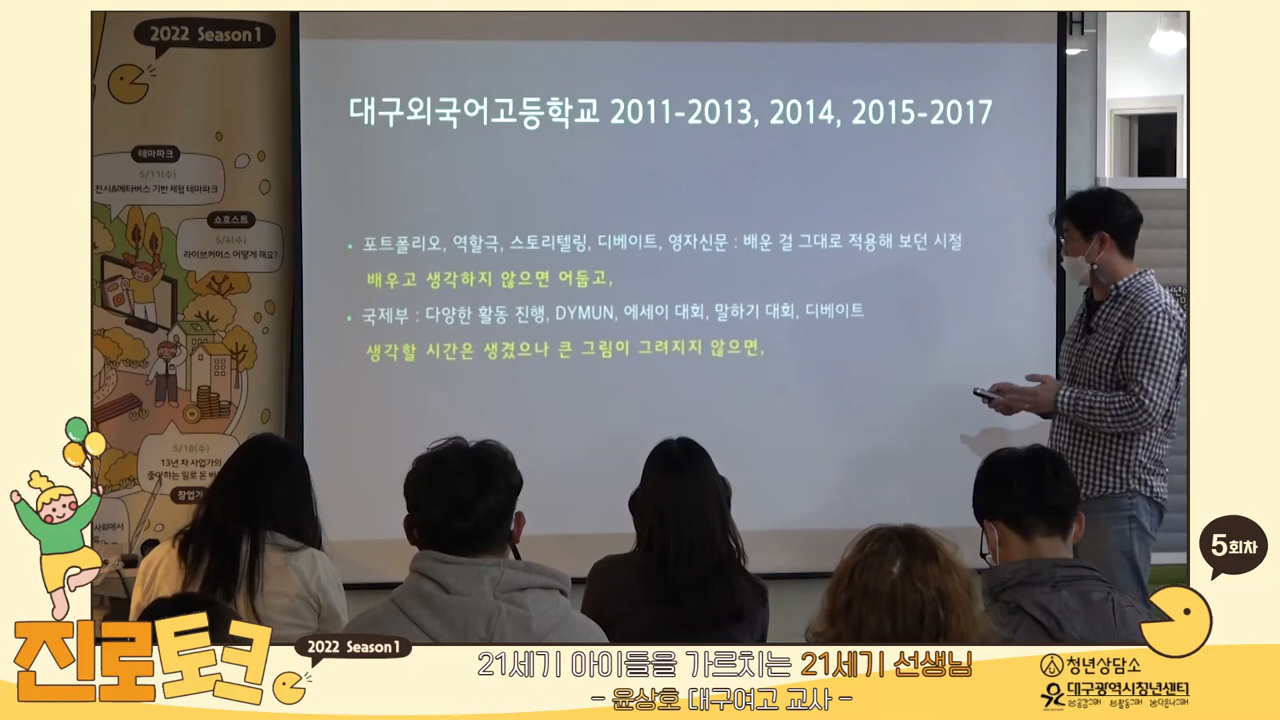 2022 Season 1
테마파크
5/11(수)
전시&메타버스 기반 체험 테마파크
쇼호스트
5/4(수)
라이브커머스 어떻게 해요?
5/18(수)
13년 차 사업가의
창업가
대구외국어고등학교 2011-2013, 2014, 2015-2017
• 포트폴리오, 역할극, 스토리텔링, 디베이트, 영자신문 : 배운 걸 그대로 적용해 보던 시절
배우고 생각하지 않으면 어둡고,
• 국제부 : 다양한 활동 진행, DYMUN, 에세이 대회, 말하기 대회, 디베이트
생각할 시간은 생겼으나 큰 그림이 그려지지 않으면,
5회차
진로토크
2022 Season 1
21세기 아이들을 가르치는 21세기 선생님
- 윤상호 대구여고 교사 -
청년상담소
대구광역시청년센터